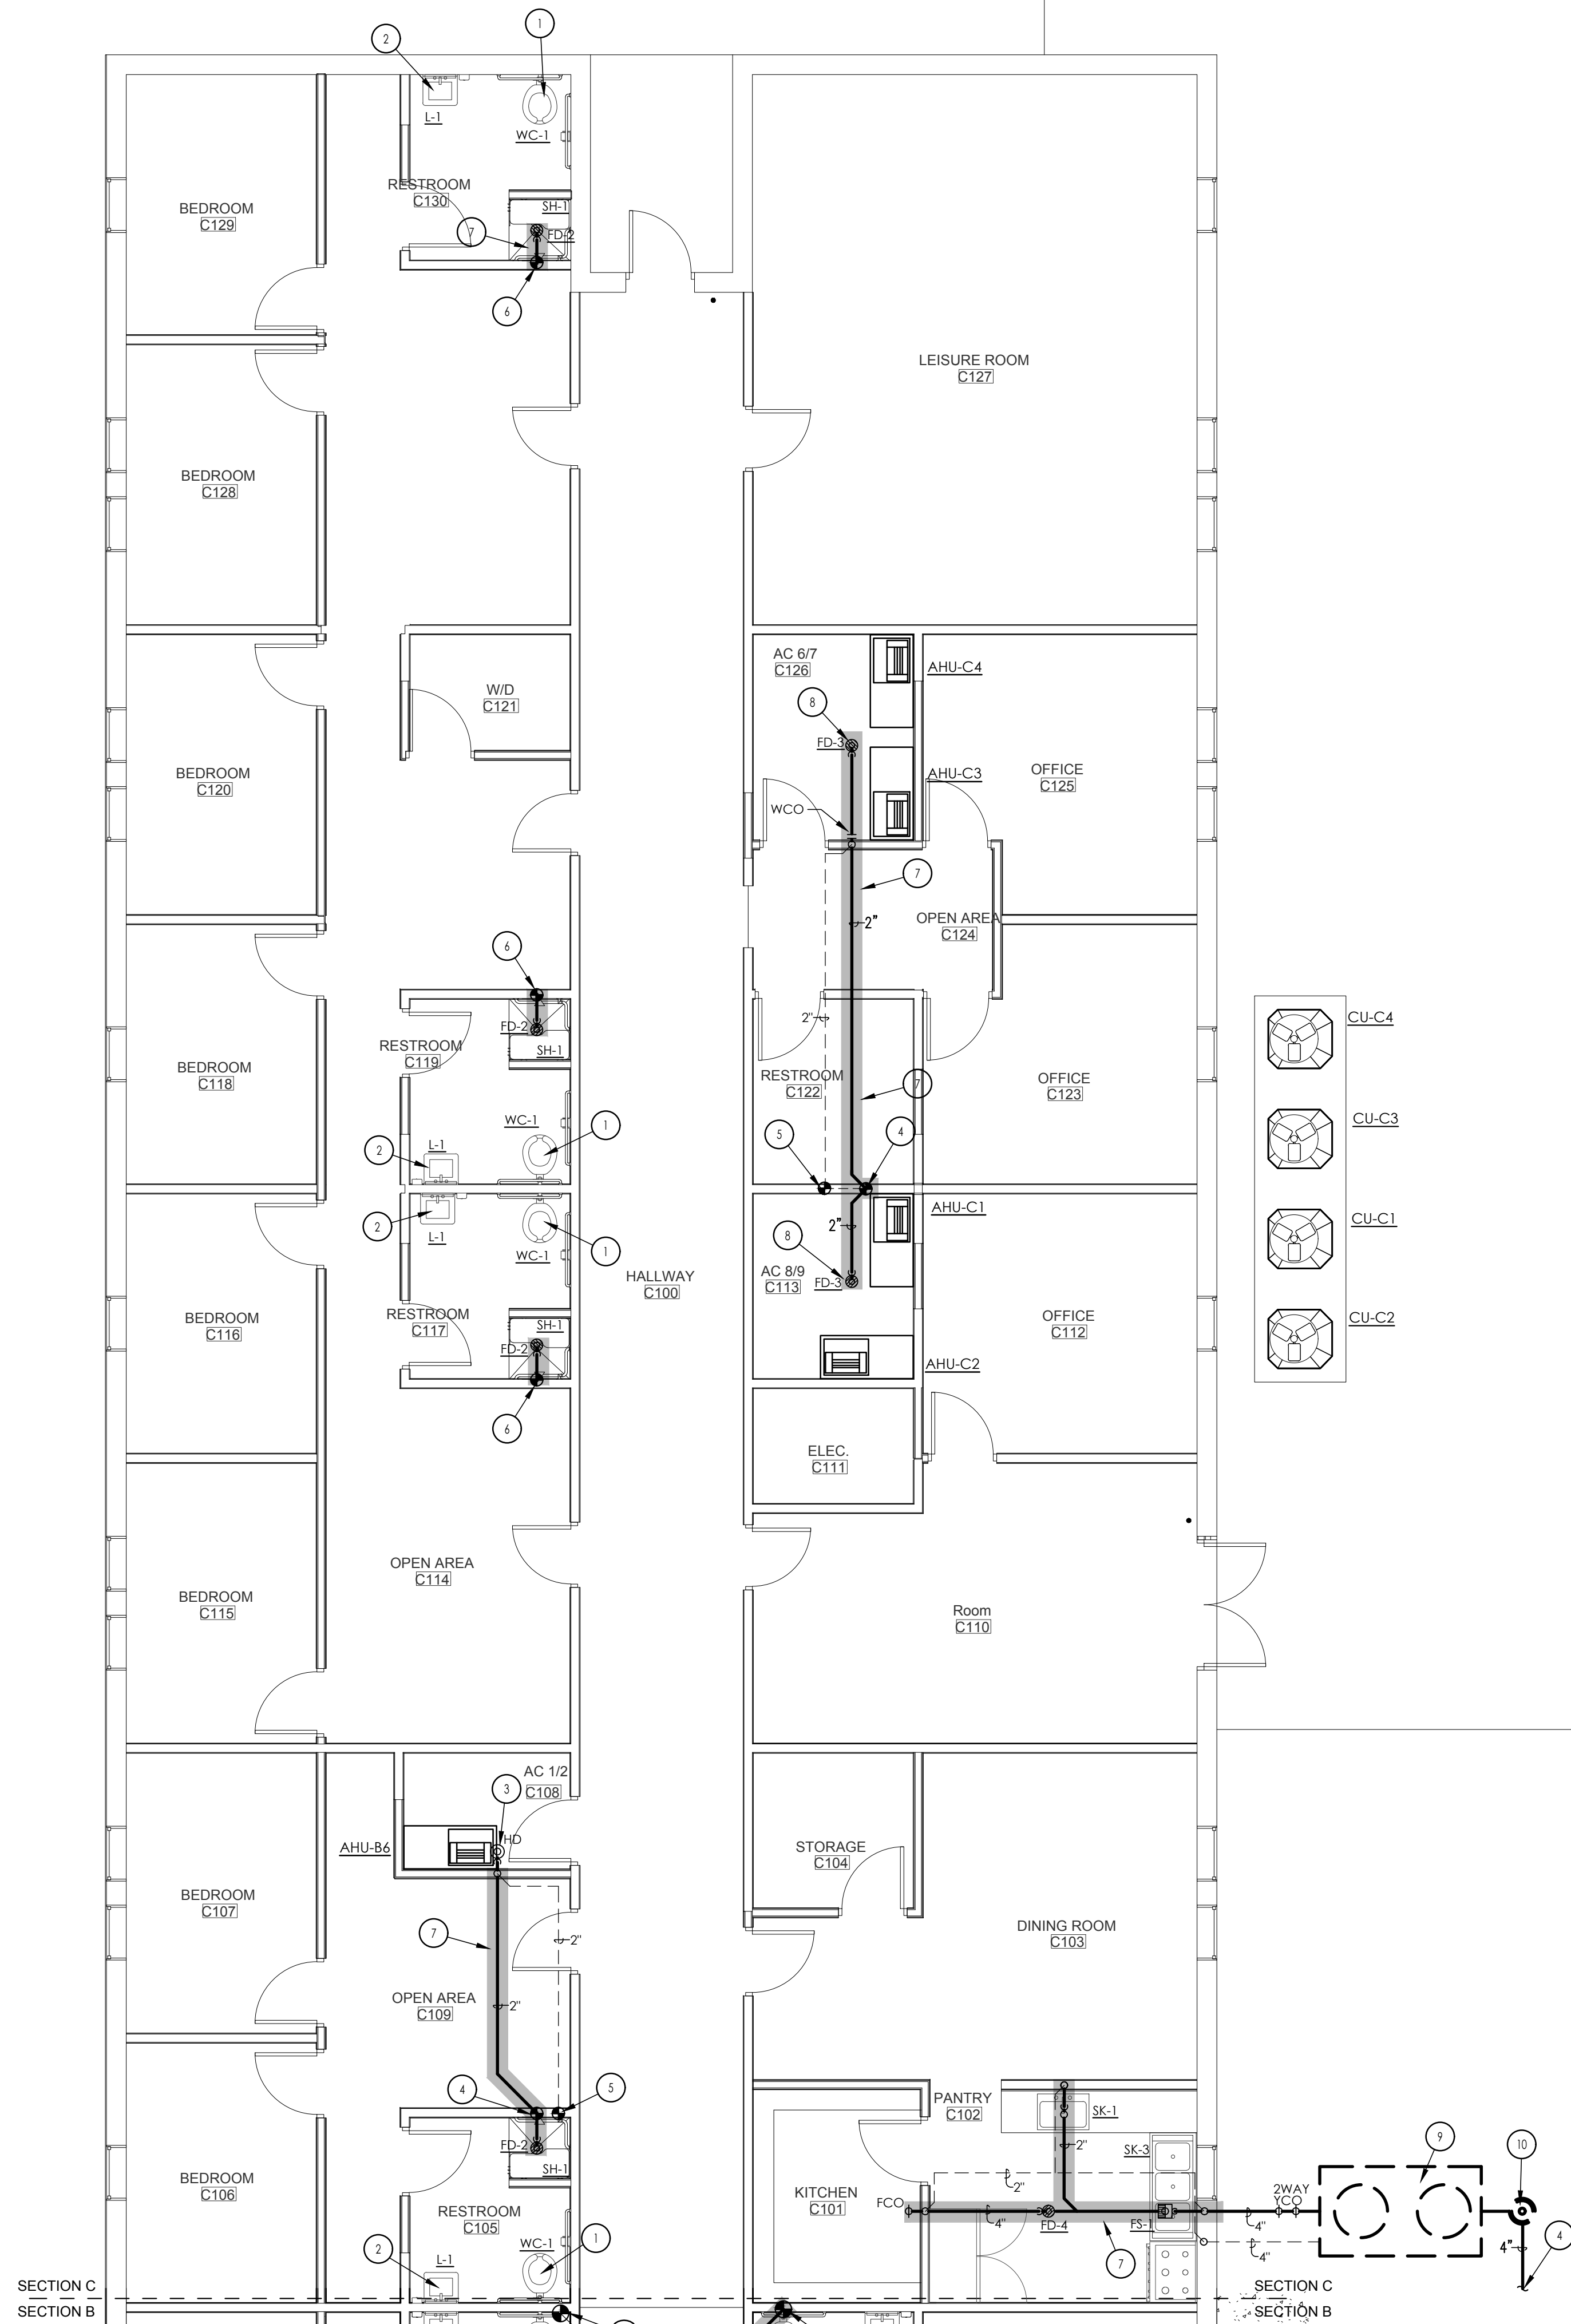 1
2
L-1
WC-1
RESTROOM
C130
SH-1
BEDROOM
C129
7
FD-2
6
LEISURE ROOM
C127
BEDROOM
C128
AC 6/7
C126
AHU-C4
W/D
C121
8
FD-3
BEDROOM
C120
AHU-C3
OFFICE
C125
WCO
7
2"
OPEN AREA
C124
6
2"
CU-C4
FD-2
RESTROOM
C119
SH-1
BEDROOM
C118
RESTROOM
C122
7
OFFICE
C123
CU-C3
WC-1
1
L-1
2
5
4
2
L-1
WC-1
1
AHU-C1
2"
8
CU-C1
HALLWAY
C100
AC 8/9
C113
FD-3
BEDROOM
C116
RESTROOM
C117
SH-1
FD-2
OFFICE
C112
CU-C2
AHU-C2
6
ELEC.
C111
OPEN AREA
C114
BEDROOM
C115
Room
C110
AC 1/2
C108
3
HD
AHU-B6
STORAGE
C104
BEDROOM
C107
DINING ROOM
C103
7
2"
OPEN AREA
C109
2"
4
5
PANTRY
C102
SK-1
FD-2
SH-1
2"
SK-3
9
10
BEDROOM
C106
2"
KITCHEN
C101
FCO
2WAY
YCO
RESTROOM
C105
4"
FD-4
FS-1
4"
4"
4"
4
WC-1
1
L-1
2
7
SECTION C
SECTION C
SECTION B
SECTION B